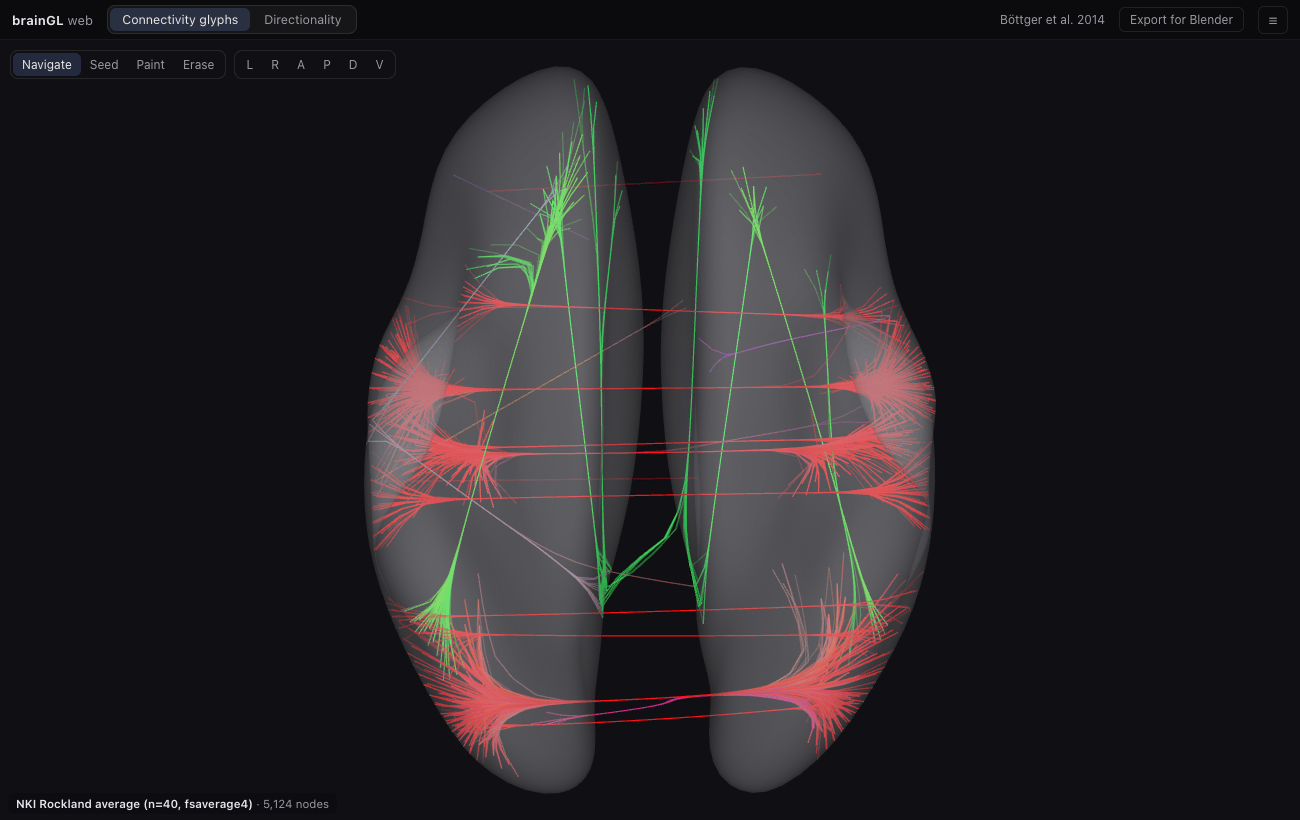 brainGL web Connectivity glyphs Directionality Böttger et al. 2014 Export for Blender ≡
Navigate Seed Paint Erase L R A P D V
NKI Rockland average (n=40, fsaverage4) · 5,124 nodes